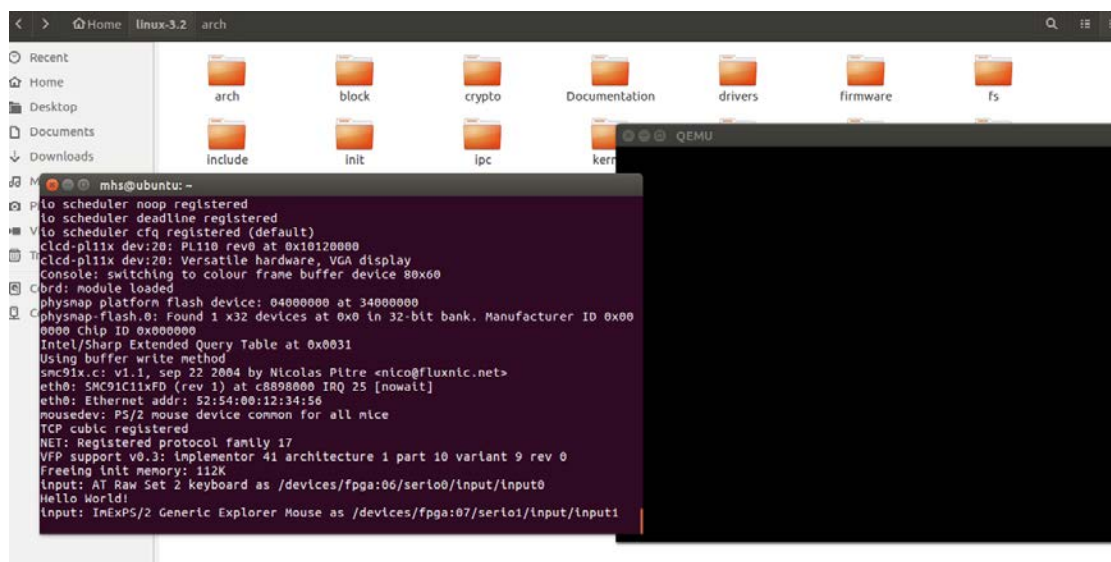 Home linux-3.2 arch
Recent
Home
Desktop
Documents
Downloads
arch block crypto Documentation drivers firmware fs
include init ipc kern
QEMU
mhs@ubuntu: ~
io scheduler noop registered
io scheduler deadline registered
io scheduler cfq registered (default)
clcd-pl11x dev:20: PL110 rev0 at 0x10120000
clcd-pl11x dev:20: Versatile hardware, VGA display
Console: switching to colour frame buffer device 80x60
brd: module loaded
physmap platform flash device: 04000000 at 34000000
physmap-flash.0: Found 1 x32 devices at 0x0 in 32-bit bank. Manufacturer ID 0x00
0000 Chip ID 0x000000
Intel/Sharp Extended Query Table at 0x0031
Using buffer write method
smc91x.c: v1.1, sep 22 2004 by Nicolas Pitre <nico@fluxnic.net>
eth0: SMC91C11xFD (rev 1) at c8898000 IRQ 25 [nowait]
eth0: Ethernet addr: 52:54:00:12:34:56
mousedev: PS/2 mouse device common for all mice
TCP cubic registered
NET: Registered protocol family 17
VFP support v0.3: implementor 41 architecture 1 part 10 variant 9 rev 0
Freeing init memory: 112K
input: AT Raw Set 2 keyboard as /devices/fpga:06/serio0/input/input0
Hello World!
input: ImExPS/2 Generic Explorer Mouse as /devices/fpga:07/serio1/input/input1